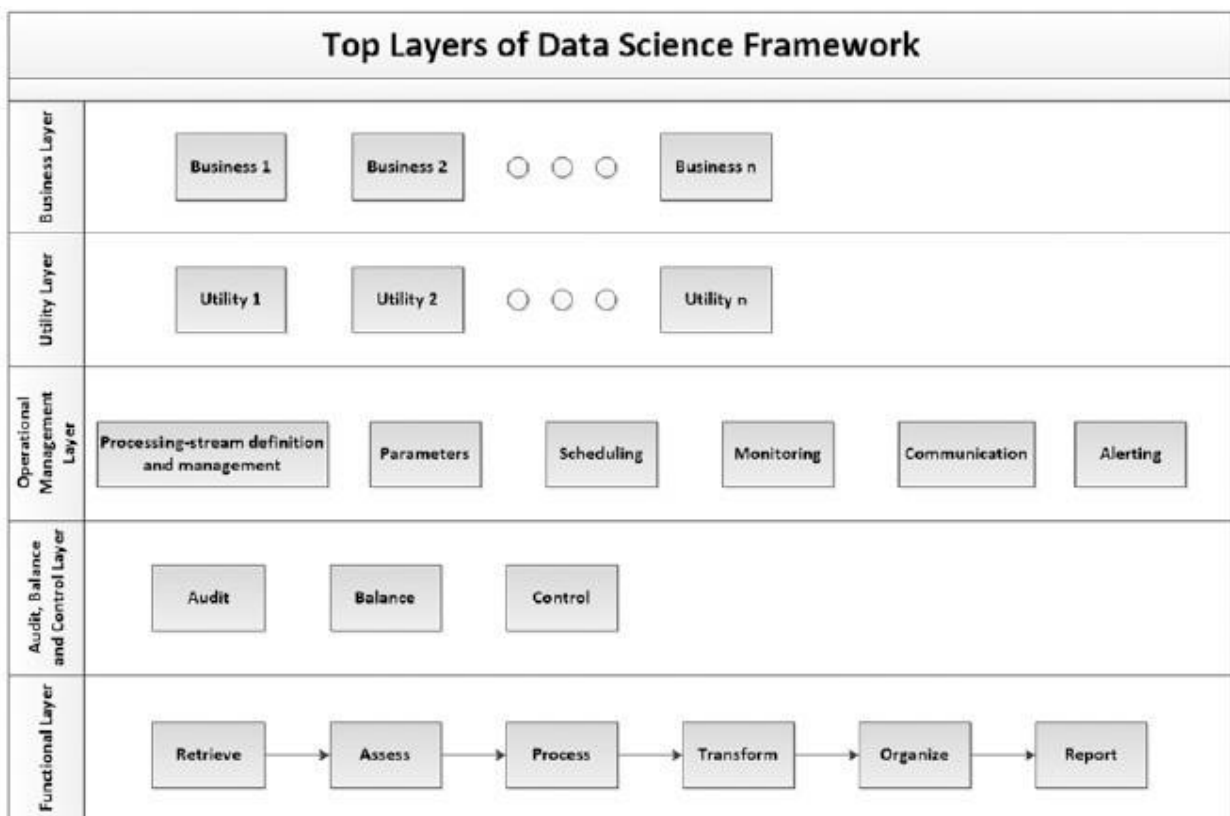 Top Layers of Data Science Framework
Business Layer
Business 1
Business 2
Business n
Utility Layer
Utility 1
Utility 2
Utility n
Operational
Management
Layer
Processing-stream definition
and management
Parameters
Scheduling
Monitoring
Communication
Alerting
Audit, Balance
and Control Layer
Audit
Balance
Control
Functional Layer
Retrieve
Assess
Process
Transform
Organize
Report